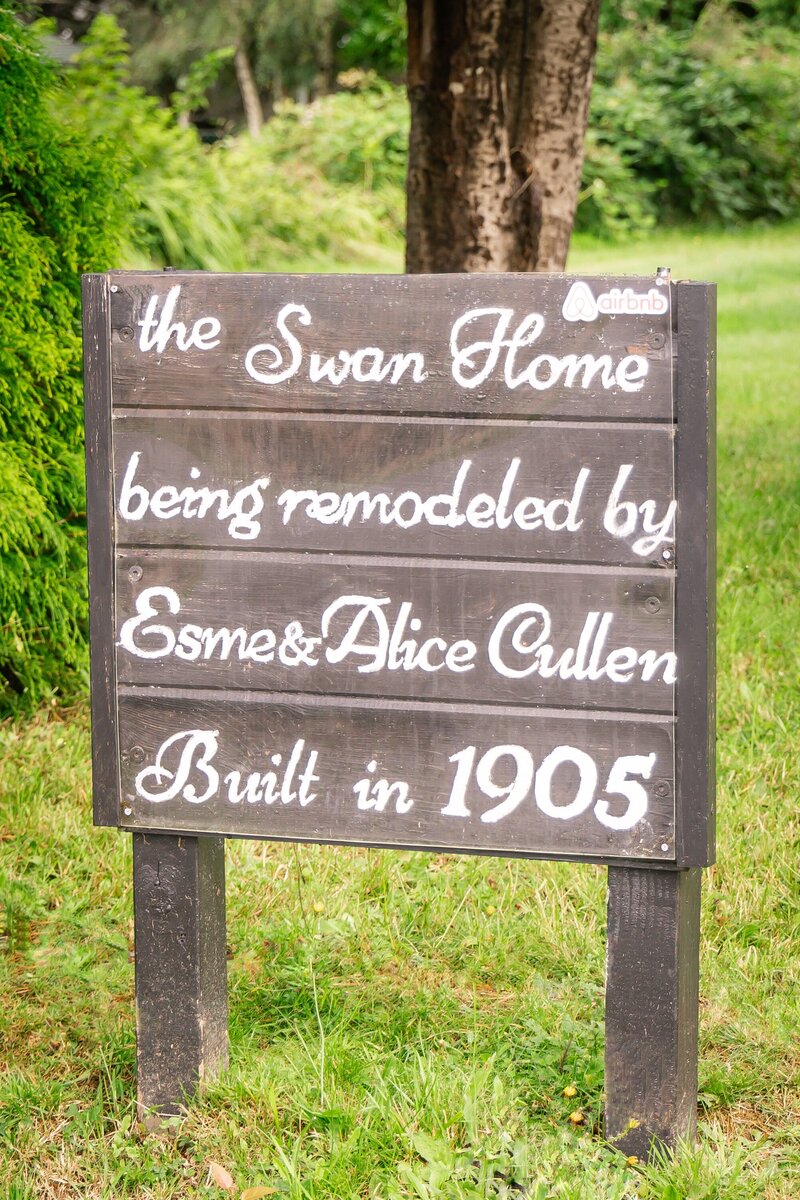 the Swan Home
airbnb
being remodeled by
Esme & Alice Cullen
Built in 1905